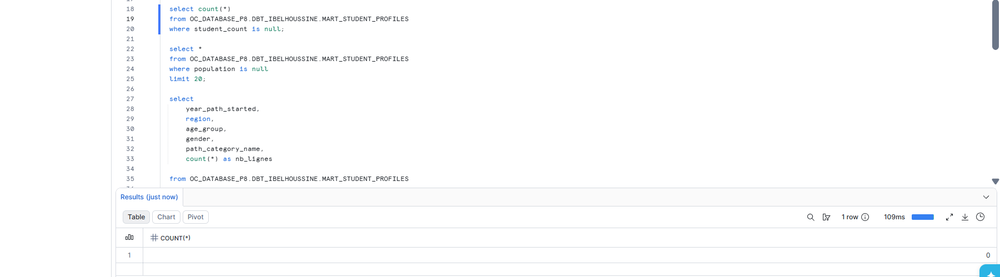 18 select count(*)
19 from OC_DATABASE_P8.DBT_IBELHOUSSINE.MART_STUDENT_PROFILES
20 where student_count is null;
21
22 select *
23 from OC_DATABASE_P8.DBT_IBELHOUSSINE.MART_STUDENT_PROFILES
24 where population is null
25 limit 20;
26
27 select
28 year_path_started,
29 region,
30 age_group,
31 gender,
32 path_category_name,
33 count(*) as nb_lignes
34
35 from OC_DATABASE_P8.DBT_IBELHOUSSINE.MART_STUDENT_PROFILES
Results (just now)
Table Chart Pivot 1 row 109ms
COUNT(*)
1 0